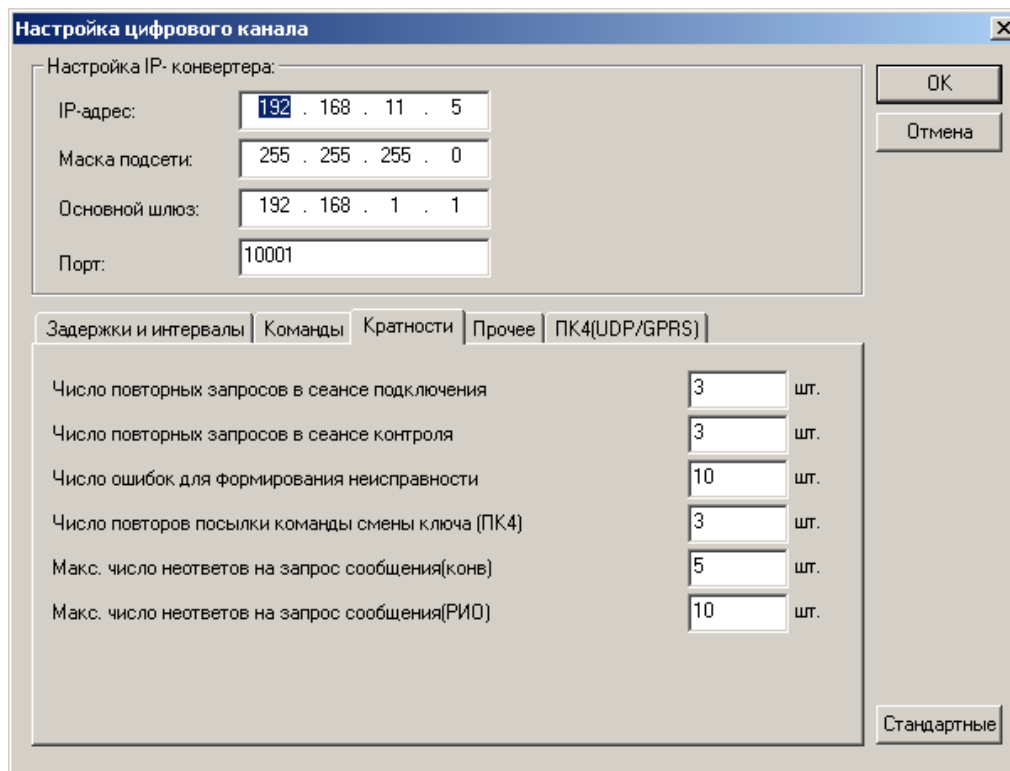 Настройка цифрового канала
Настройка IP- конвертера:
IP-адрес: 192 . 168 . 11 . 5
Маска подсети: 255 . 255 . 255 . 0
Основной шлюз: 192 . 168 . 1 . 1
Порт: 10001
OK
Отмена
Задержки и интервалы Команды Кратности Прочее ПК4(UDP/GPRS)
Число повторных запросов в сеансе подключения 3 шт.
Число повторных запросов в сеансе контроля 3 шт.
Число ошибок для формирования неисправности 10 шт.
Число повторов посылки команды смены ключа (ПК4) 3 шт.
Макс. число неответов на запрос сообщения(конв) 5 шт.
Макс. число неответов на запрос сообщения(РИО) 10 шт.
Стандартные